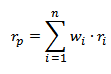 r_p = \sum_{i=1}^{n} w_i \cdot r_i